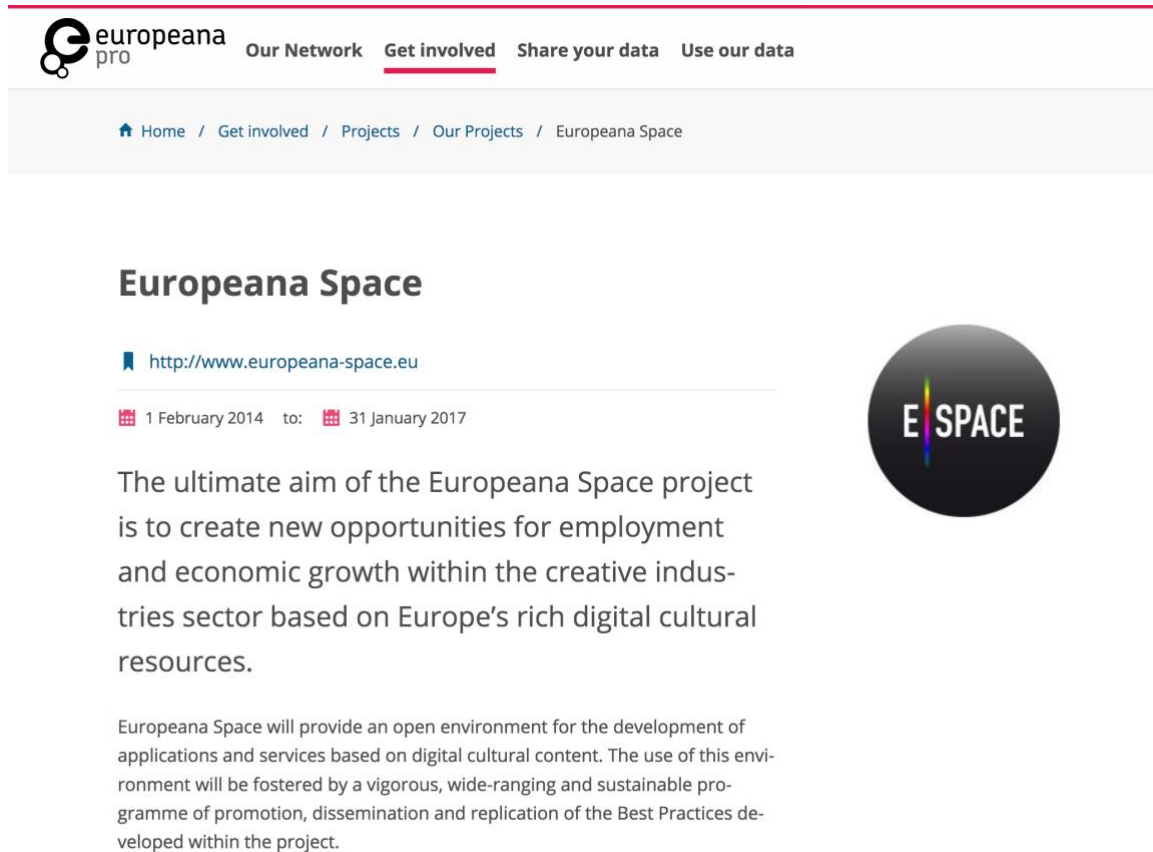 europeana
pro
Our Network Get involved Share your data Use our data
Home / Get involved / Projects / Our Projects / Europeana Space
Europeana Space
http://www.europeana-space.eu
1 February 2014 to: 31 January 2017
E SPACE
The ultimate aim of the Europeana Space project
is to create new opportunities for employment
and economic growth within the creative indus-
tries sector based on Europe’s rich digital cultural
resources.
Europeana Space will provide an open environment for the development of
applications and services based on digital cultural content. The use of this envi-
ronment will be fostered by a vigorous, wide-ranging and sustainable pro-
gramme of promotion, dissemination and replication of the Best Practices de-
veloped within the project.